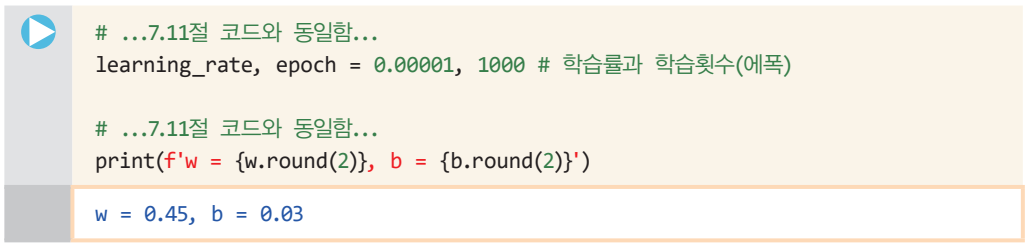 # ...7.11절 코드와 동일함...
learning_rate, epoch = 0.00001, 1000 # 학습률과 학습횟수(에폭)
# ...7.11절 코드와 동일함...
print(f'w = {w.round(2)}, b = {b.round(2)}')
w = 0.45, b = 0.03